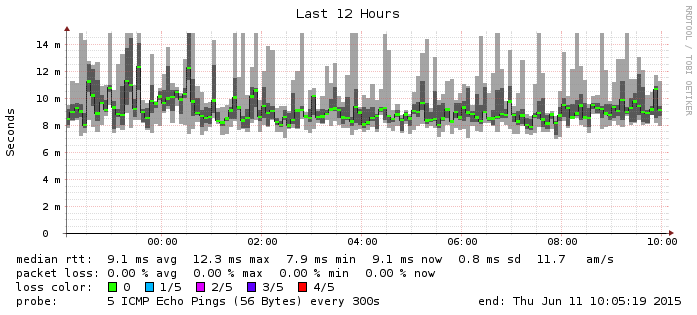 Last 12 Hours
RRDTOOL / TOBI OETIKER
Seconds
14 m
12 m
10 m
8 m
6 m
4 m
2 m
0
00:00 02:00 04:00 06:00 08:00 10:00
median rtt: 9.1 ms avg 12.3 ms max 7.9 ms min 9.1 ms now 0.8 ms sd 11.7 am/s
packet loss: 0.00 % avg 0.00 % max 0.00 % min 0.00 % now
loss color: 0 1/5 2/5 3/5 4/5
probe: 5 ICMP Echo Pings (56 Bytes) every 300s end: Thu Jun 11 10:05:19 2015